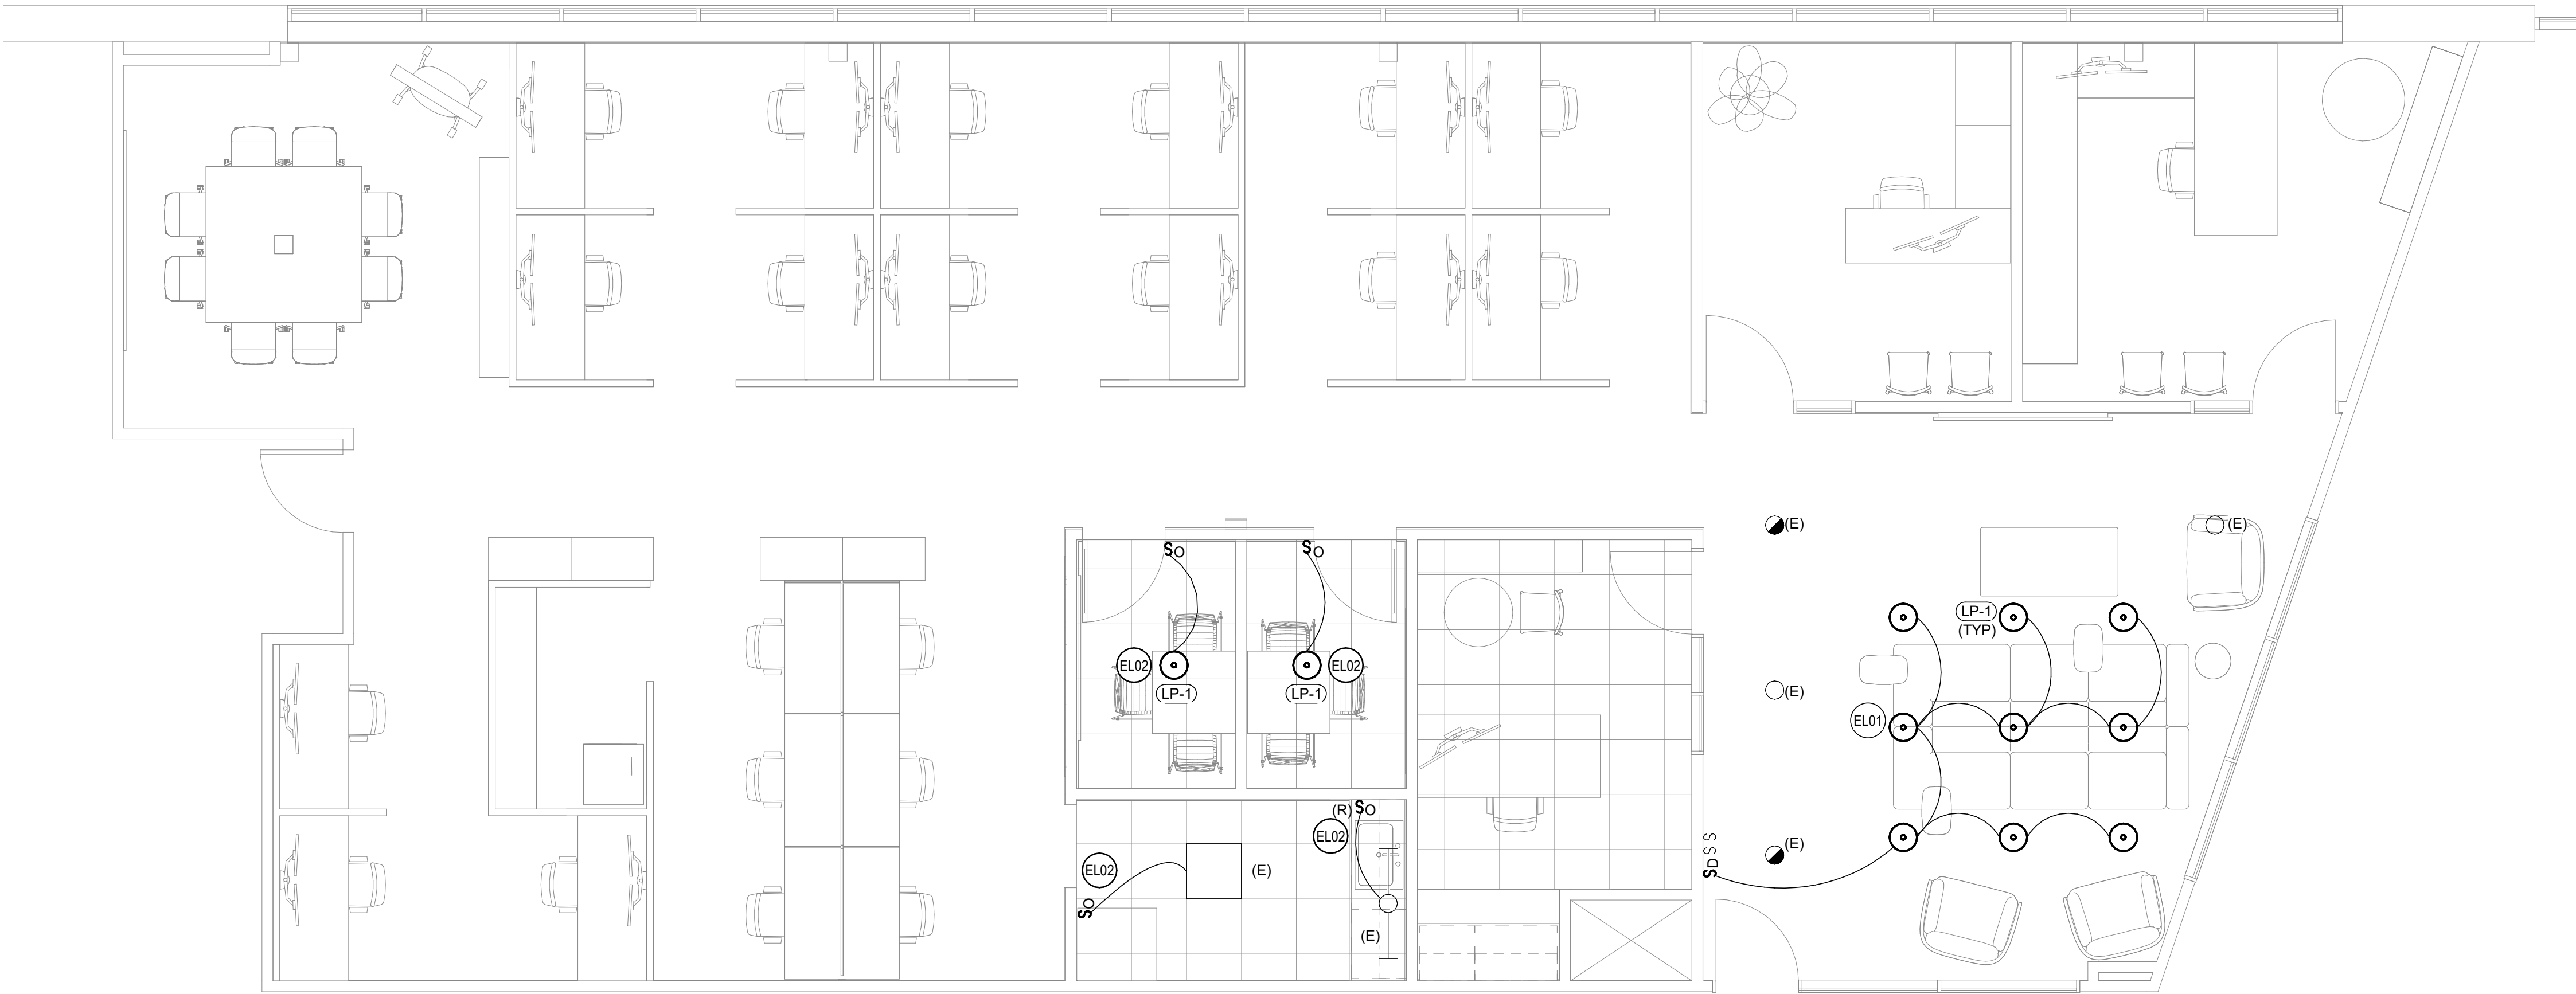 (E)
(E)
SO
SO
LP-1
(TYP)
EL02
EL02
LP-1
LP-1
(E)
EL01
(R) SO
EL02
(E)
SD S S
EL02
(E)
SO
(E)